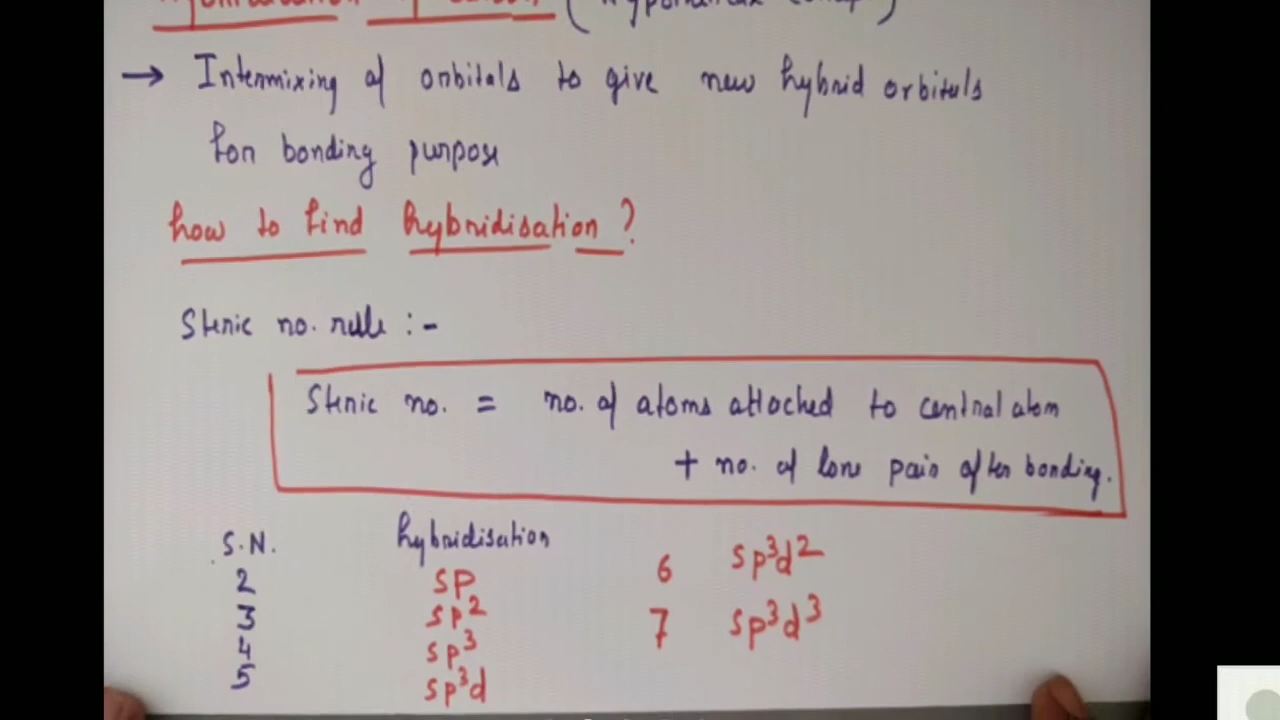 → Intermixing of orbitals to give new hybrid orbitals
for bonding purpose
how to find hybridisation?
Steric no. rule :-
Steric no. = no. of atoms attached to central atom
+ no. of lone pair after bonding.
S.N. hybridisation
2 sp
3 sp²
4 sp³
5 sp³d
6 sp³d²
7 sp³d³